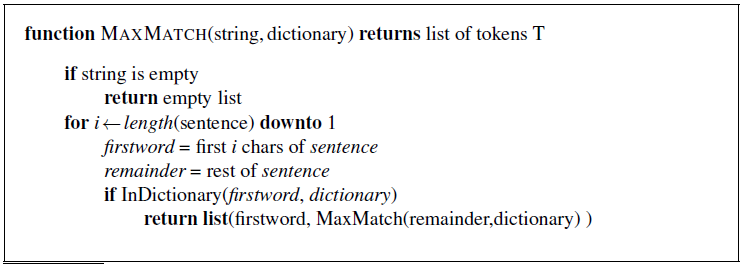 function MAXMATCH(string, dictionary) returns list of tokens T
if string is empty
return empty list
for i←length(sentence) downto 1
firstword = first i chars of sentence
remainder = rest of sentence
if InDictionary(firstword, dictionary)
return list(firstword, MaxMatch(remainder,dictionary) )